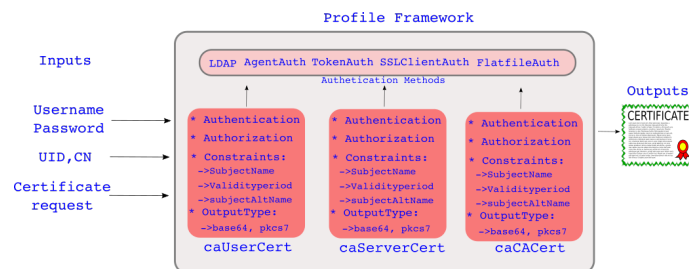 Profile Framework
Inputs
LDAP AgentAuth TokenAuth SSLClientAuth FlatfileAuth
Authetication Methods
Outputs
Username
Password
UID,CN
Certificate
request
* Authentication
* Authorization
* Constraints:
->SubjectName
->Validityperiod
->subjectAltName
* OutputType:
->base64, pkcs7
caUserCert
* Authentication
* Authorization
* Constraints:
->SubjectName
->Validityperiod
->subjectAltName
* OutputType:
->base64, pkcs7
caServerCert
* Authentication
* Authorization
* Constraints:
->SubjectName
->Validityperiod
->subjectAltName
* OutputType:
->base64, pkcs7
caCACert
CERTIFICATE